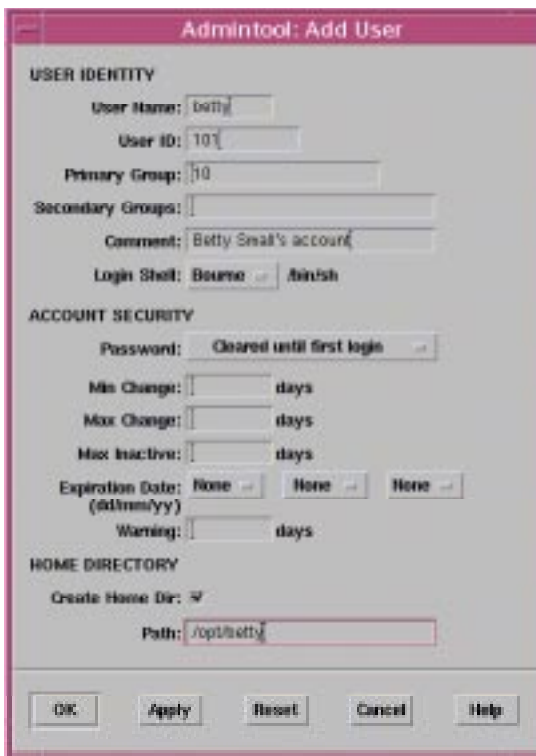 Admintool: Add User
USER IDENTITY
User Name: betty
User ID: 101
Primary Group: 10
Secondary Groups:
Comment: Betty Small's account
Login Shell: Bourne /bin/sh
ACCOUNT SECURITY
Password: Cleared until first login
Min Change: days
Max Change: days
Max Inactive: days
Expiration Date: None None None
(dd/mm/yy)
Warning: days
HOME DIRECTORY
Create Home Dir:
Path: /opt/betty
OK Apply Reset Cancel Help